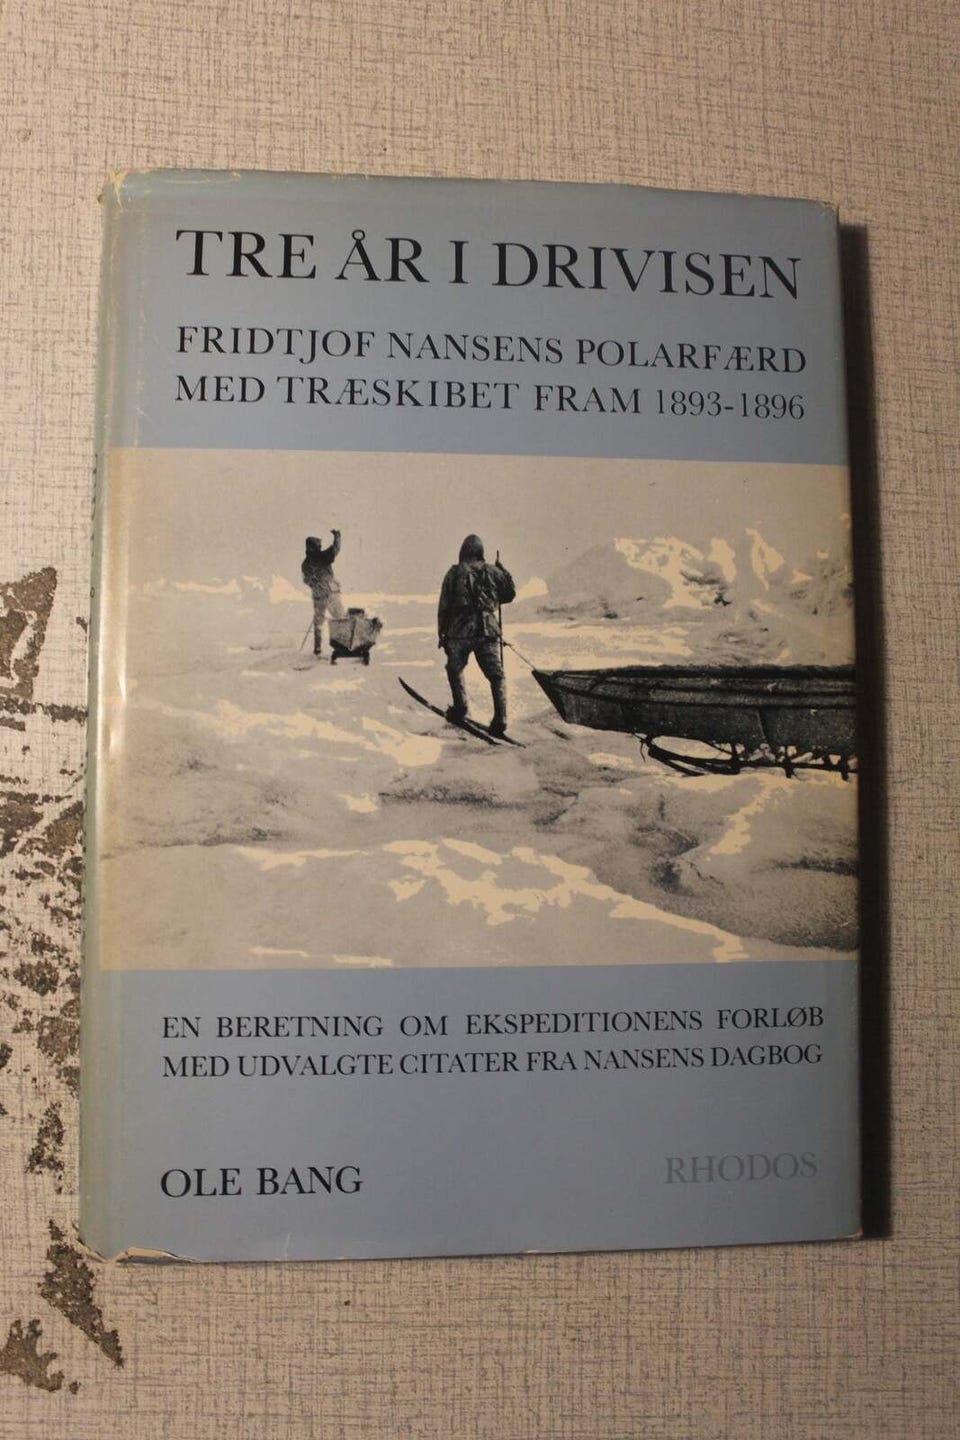 TRE ÅR I DRIVISEN
FRIDTJOF NANSENS POLARFÆRD
MED TRÆSKIBET FRAM 1893-1896
EN BERETNING OM EKSPEDITIONENS FORLØB
MED UDVALGTE CITATER FRA NANSENS DAGBOG
OLE BANG
RHODOS